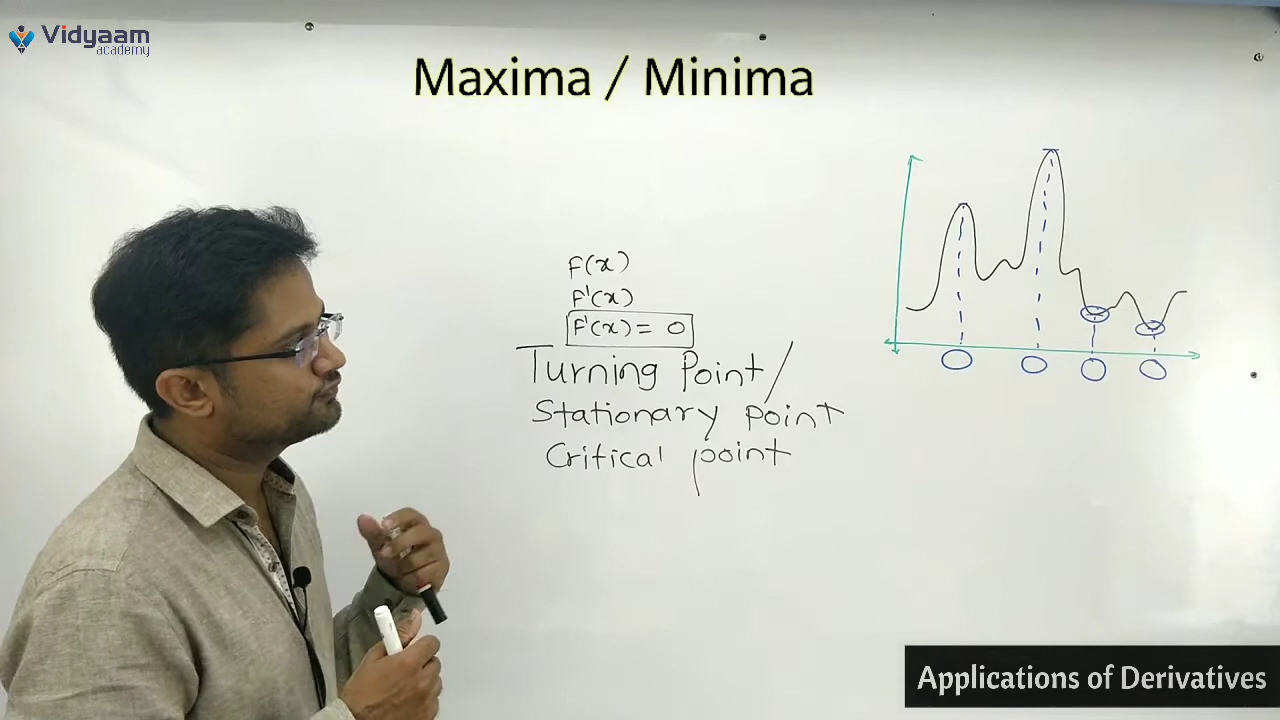 Vidyaam
academy
Maxima / Minima
F(x)
F'(x)
F'(x) = 0
Turning Point /
Stationary point
Critical point
Applications of Derivatives